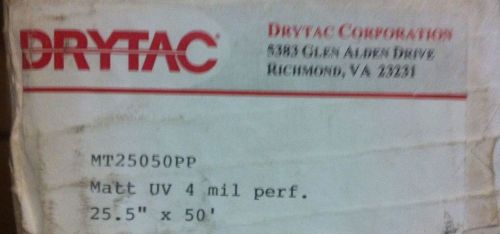 DRYTAC®
DRYTAC CORPORATION
5383 GLEN ALDEN DRIVE
RICHMOND, VA 23231
MT25050PP
Matt UV 4 mil perf.
25.5" x 50'